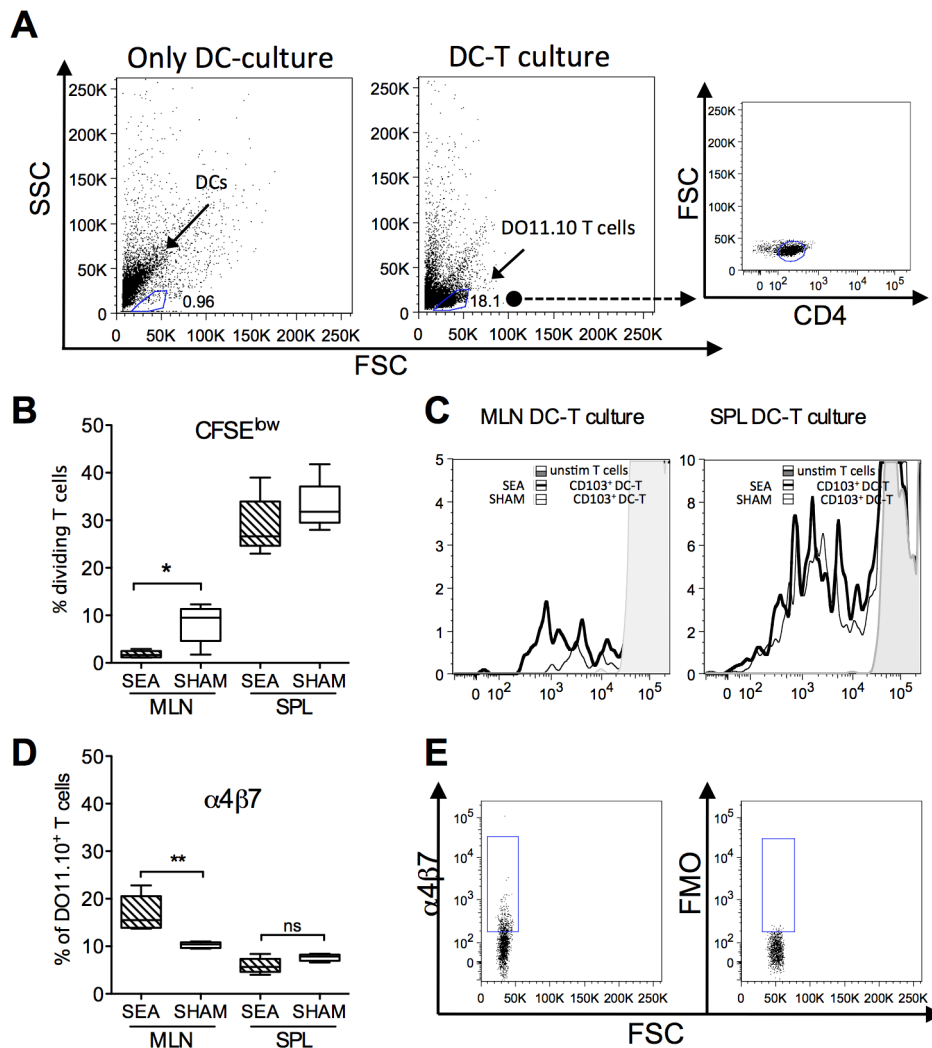 A
Only DC-culture
DC-T culture
SSC
250K
200K
150K
100K
50K
0
DCs
0.96
0 50K 100K 150K 200K 250K
250K
200K
150K
100K
50K
0
DO11.10 T cells
18.1
0 50K 100K 150K 200K 250K
FSC
FSC
250K
200K
150K
100K
50K
0
0 10² 10³ 10⁴ 10⁵
CD4
B
CFSElow
% dividing T cells
50
40
30
20
10
0
*
SEA SHAM SEA SHAM
MLN SPL
C
MLN DC-T culture
SPL DC-T culture
5
4
3
2
1
0
unstim T cells
SEA CD103⁺ DC-T
SHAM CD103⁺ DC-T
0 10² 10³ 10⁴ 10⁵
10
8
6
4
2
0
unstim T cells
SEA CD103⁺ DC-T
SHAM CD103⁺ DC-T
0 10² 10³ 10⁴ 10⁵
D
α4β7
% of DO11.10⁺ T cells
50
40
30
20
10
0
**
ns
SEA SHAM SEA SHAM
MLN SPL
E
α4β7
10⁵
10⁴
10³
10²
0
0 50K 100K 150K 200K 250K
FMO
10⁵
10⁴
10³
10²
0
0 50K 100K 150K 200K 250K
FSC